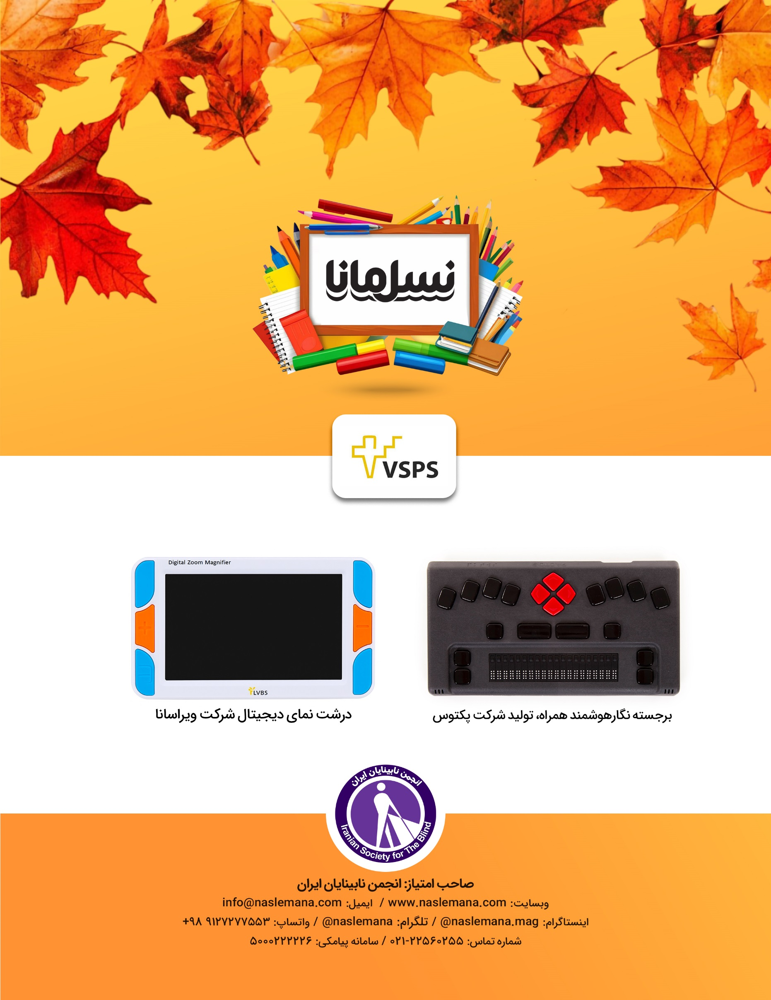 نسل مانا
VSPS
Digital Zoom Magnifier
LVBS
برجسته نگارهوشمند همراه، تولید شرکت پکتوس
درشت نمای دیجیتال شرکت ویراسانا
انجمن نابینایان ایران
Iranian Society for The Blind
صاحب امتیاز: انجمن نابینایان ایران
وبسایت: www.naslemana.com / ایمیل: info@naslemana.com
اینستاگرام: @naslemana.mag / تلگرام: @naslemana / واتساپ: +۹۸ ۹۱۲۷۲۷۷۵۵۳
شماره تماس: ۰۲۱-۲۲۵۶۰۲۵۵ / سامانه پیامکی: ۵۰۰۰۲۲۲۲۲۶